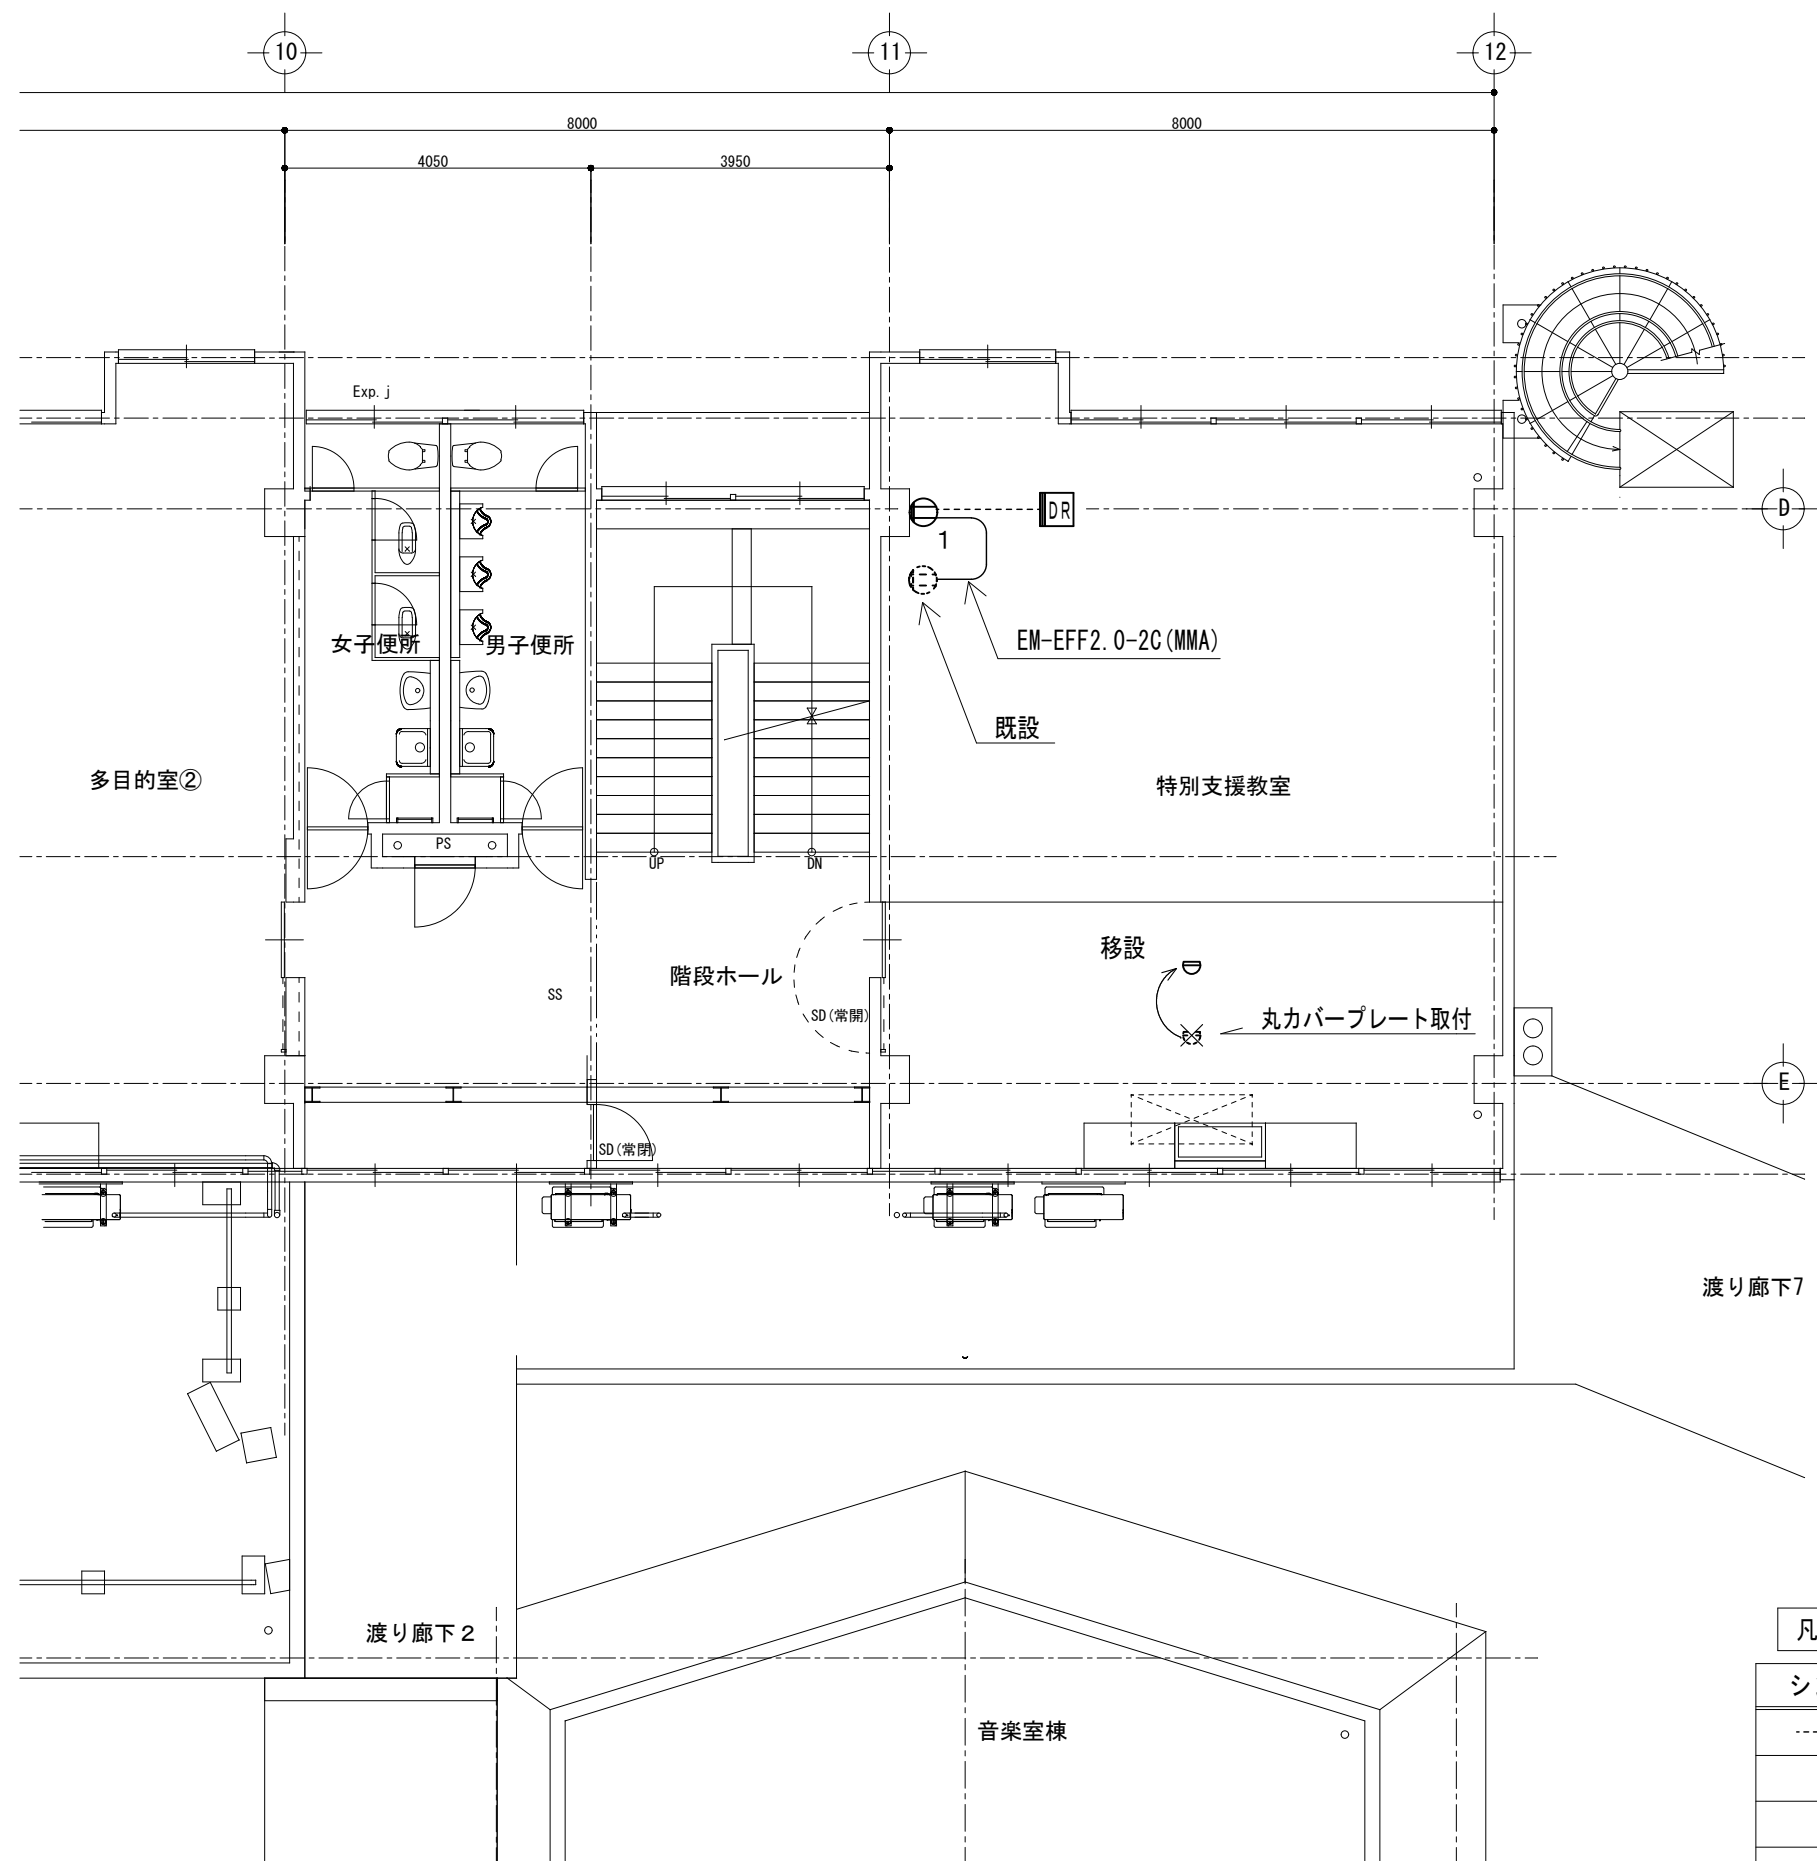 10
11
12
8000
8000
4050
3950
Exp.j
D
DR
1
EM-EFF2.0-2C(MMA)
女子便所
男子便所
既設
多目的室②
特別支援教室
PS
UP
DN
移設
階段ホール
SS
SD(常開)
丸カバープレート取付
E
SD(常閉)
渡り廊下7
渡り廊下２
凡
シ
音楽室棟